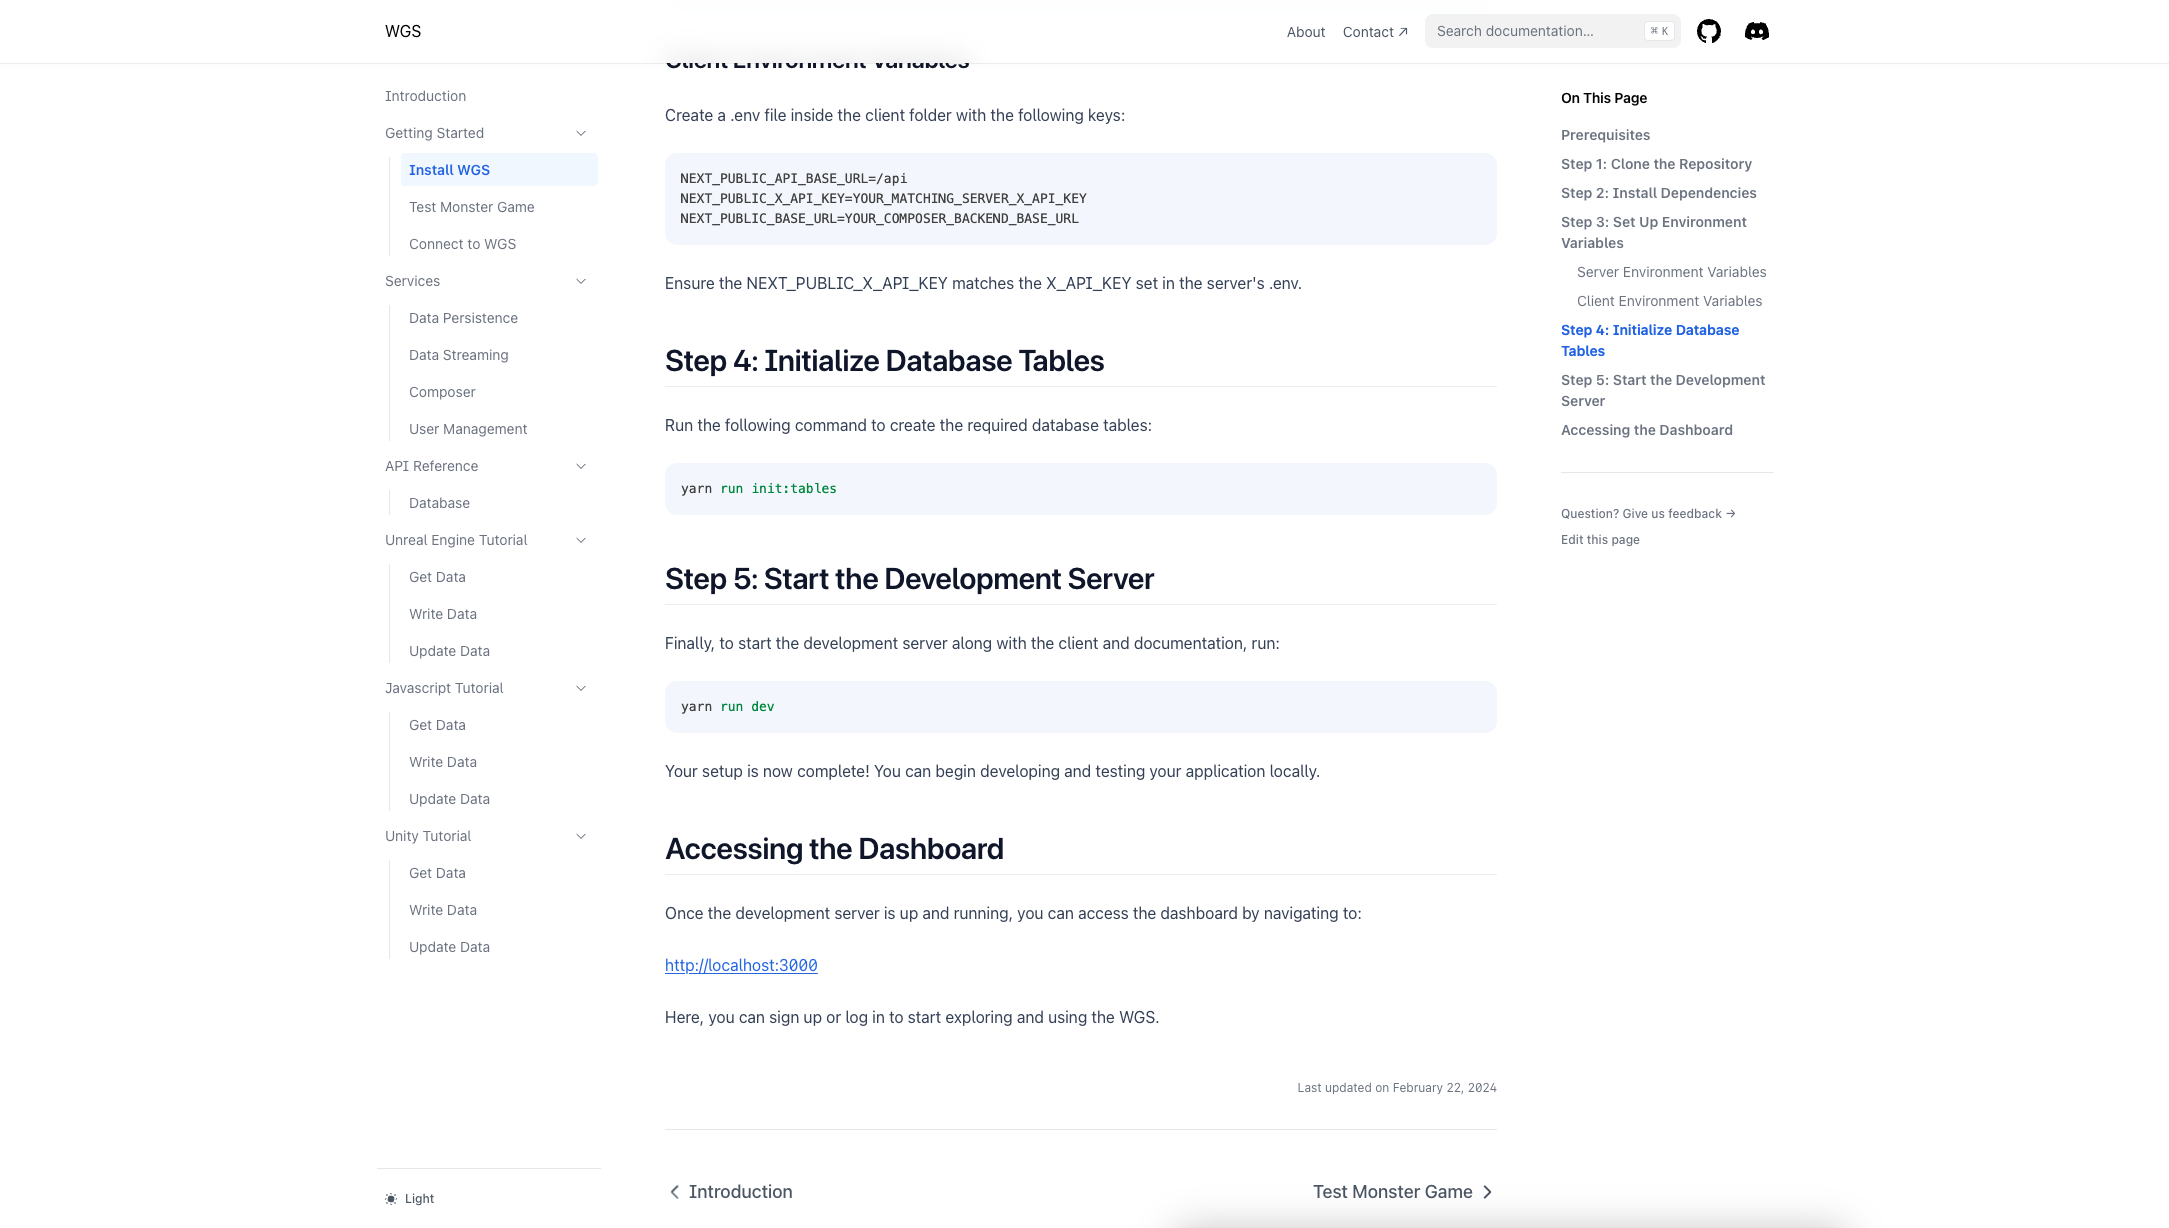 WGS
About
Contact ↗
Search documentation...
⌘ K
Introduction
Getting Started
Install WGS
Test Monster Game
Connect to WGS
Services
Data Persistence
Data Streaming
Composer
User Management
API Reference
Database
Unreal Engine Tutorial
Get Data
Write Data
Update Data
Javascript Tutorial
Get Data
Write Data
Update Data
Unity Tutorial
Get Data
Write Data
Update Data
Light
Client Environment Variables
Create a .env file inside the client folder with the following keys:
NEXT_PUBLIC_API_BASE_URL=/api
NEXT_PUBLIC_X_API_KEY=YOUR_MATCHING_SERVER_X_API_KEY
NEXT_PUBLIC_BASE_URL=YOUR_COMPOSER_BACKEND_BASE_URL
Ensure the NEXT_PUBLIC_X_API_KEY matches the X_API_KEY set in the server's .env.
Step 4: Initialize Database Tables
Run the following command to create the required database tables:
yarn run init:tables
Step 5: Start the Development Server
Finally, to start the development server along with the client and documentation, run:
yarn run dev
Your setup is now complete! You can begin developing and testing your application locally.
Accessing the Dashboard
Once the development server is up and running, you can access the dashboard by navigating to:
http://localhost:3000
Here, you can sign up or log in to start exploring and using the WGS.
Last updated on February 22, 2024
Introduction
Test Monster Game
On This Page
Prerequisites
Step 1: Clone the Repository
Step 2: Install Dependencies
Step 3: Set Up Environment
Variables
Server Environment Variables
Client Environment Variables
Step 4: Initialize Database
Tables
Step 5: Start the Development
Server
Accessing the Dashboard
Question? Give us feedback →
Edit this page